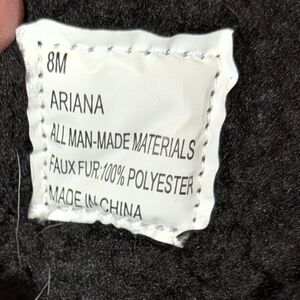 8M
ARIANA
ALL MAN-MADE MATERIALS
FAUX FUR:100% POLYESTER
MADE IN CHINA